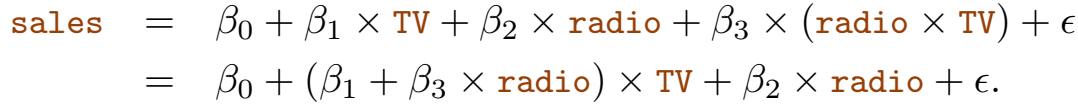 sales = β₀ + β₁ × TV + β₂ × radio + β₃ × (radio × TV) + ϵ
= β₀ + (β₁ + β₃ × radio) × TV + β₂ × radio + ϵ.